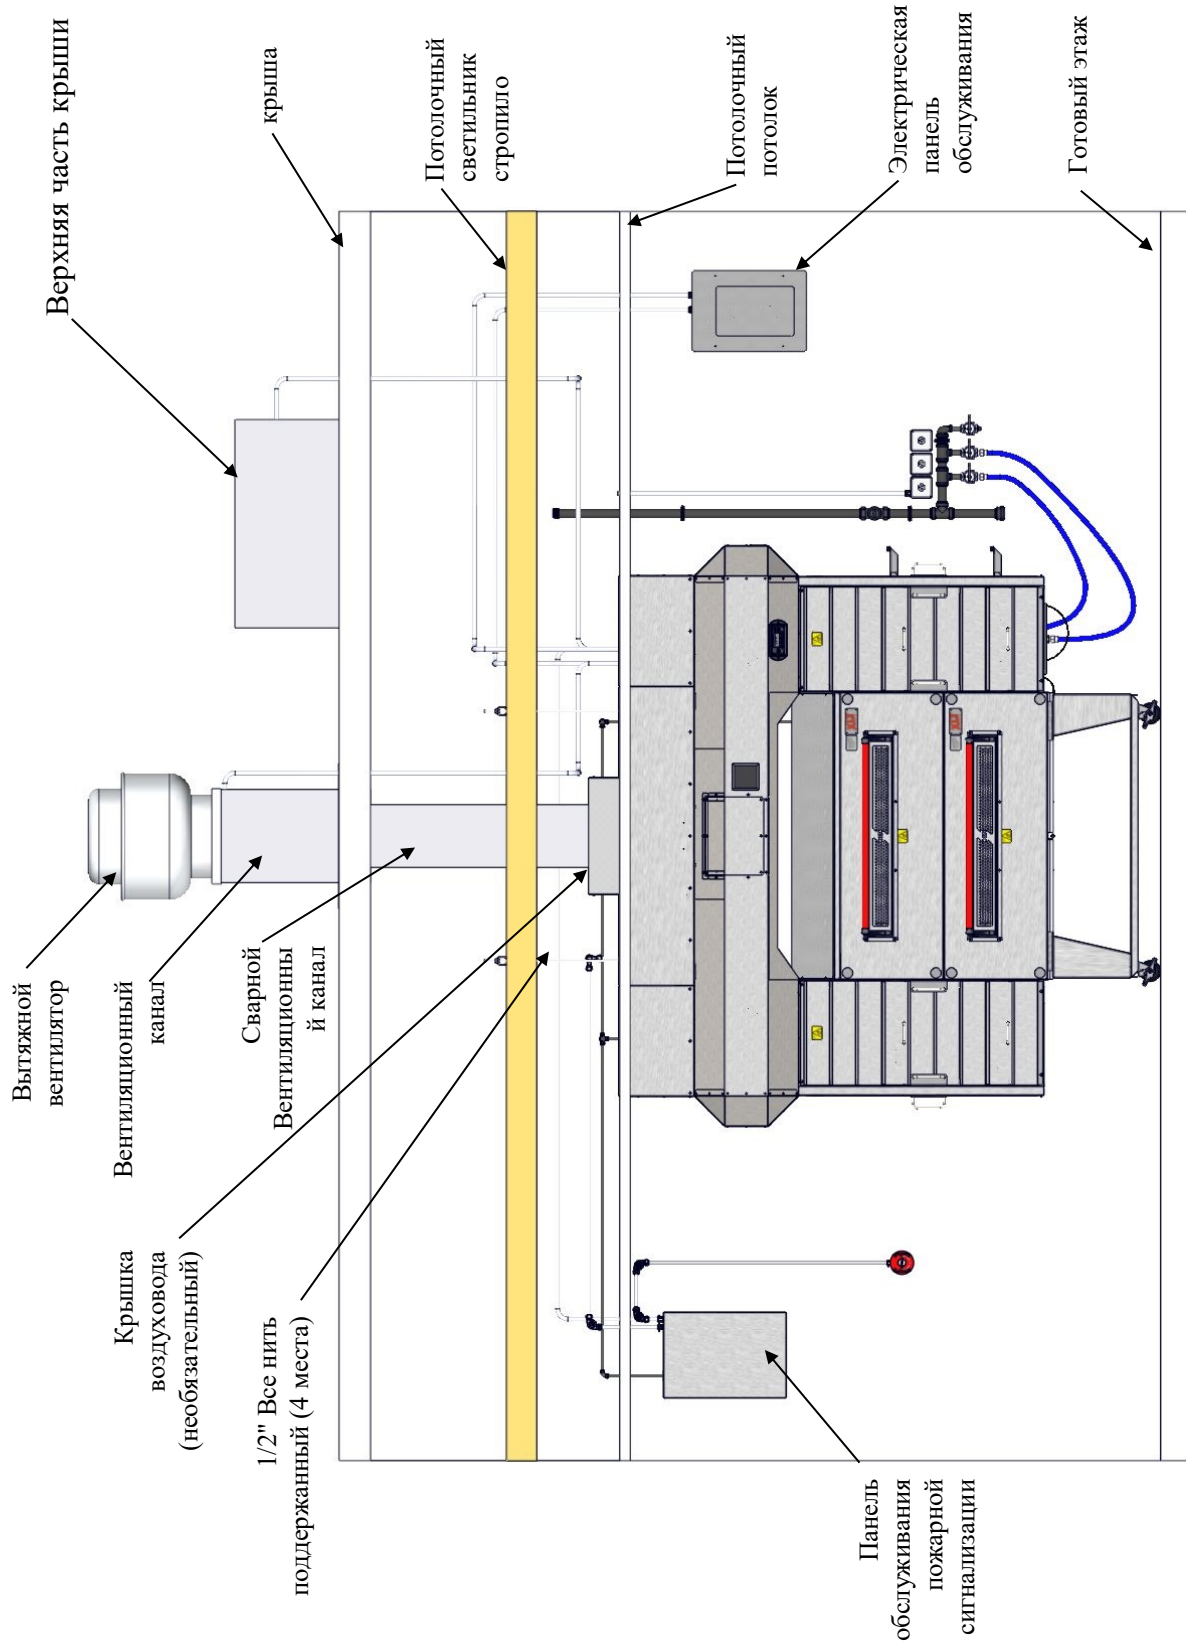 Верхняя часть крыши
крыша
Потолочный
светильник
стропило
Потолочный
потолок
Электрическая
панель
обслуживания
Готовый этаж
Вытяжной
вентилятор
Вентиляционный
канал
Сварной
Вентиляционны
й канал
Крышка
воздуховода
(необязательный)
1/2" Все нить
поддержанный (4 места)
Панель
обслуживания
пожарной
сигнализации